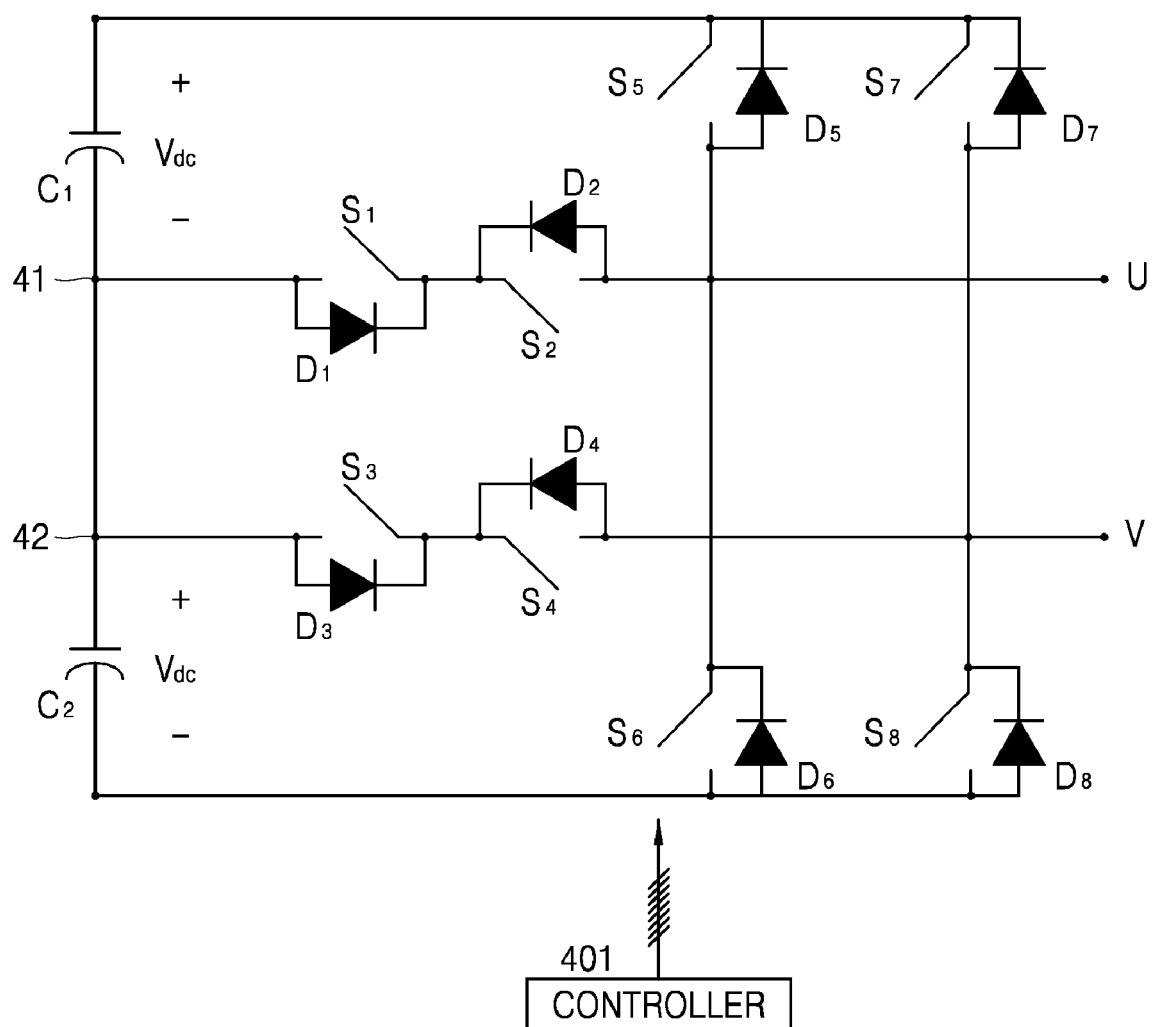 S5
S7
+
D5
D7
Vdc
C1
D2
−
S1
41
U
S2
D1
D4
S3
42
V
S4
+
D3
Vdc
C2
S6
S8
−
D6
D8
401
CONTROLLER